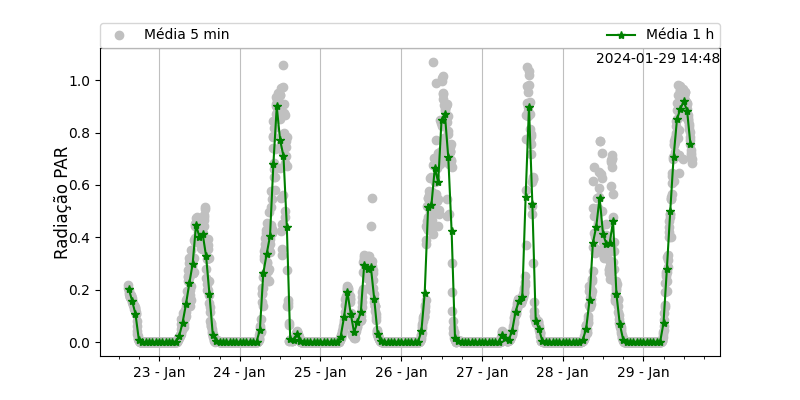 Média 5 min
Média 1 h
2024-01-29 14:48
Radiação PAR
1.0
0.8
0.6
0.4
0.2
0.0
23 - Jan
24 - Jan
25 - Jan
26 - Jan
27 - Jan
28 - Jan
29 - Jan